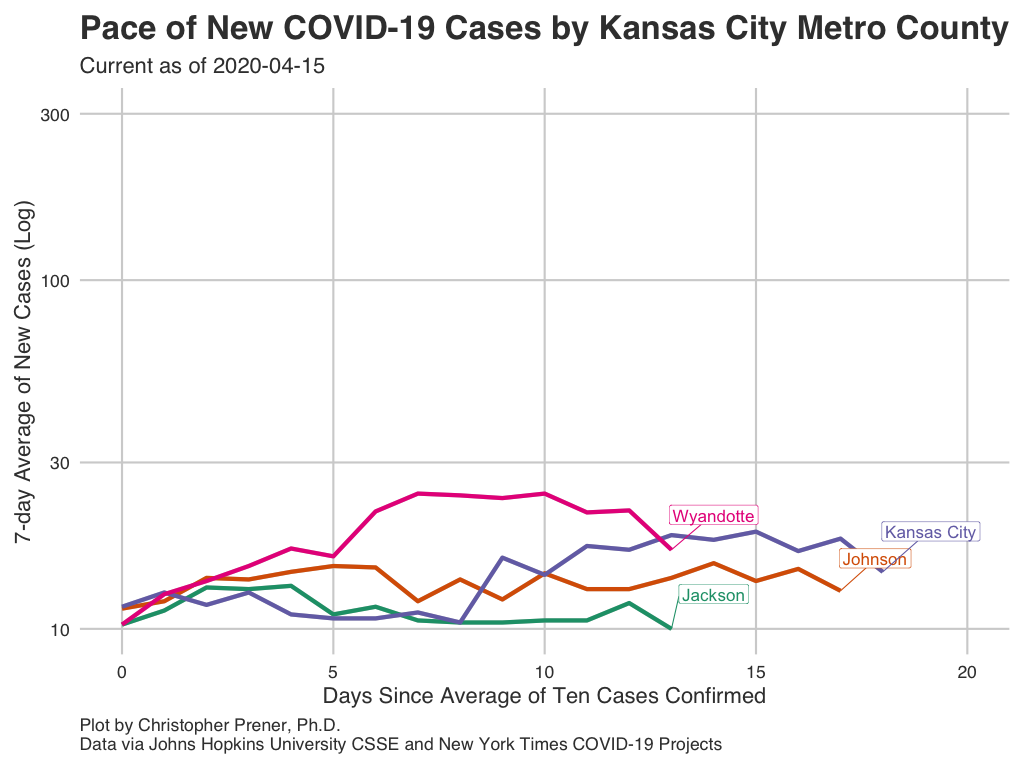 Pace of New COVID-19 Cases by Kansas City Metro County
Current as of 2020-04-15
7-day Average of New Cases (Log)
300
100
30
10
Wyandotte
Kansas City
Johnson
Jackson
0
5
10
15
20
Days Since Average of Ten Cases Confirmed
Plot by Christopher Prener, Ph.D.
Data via Johns Hopkins University CSSE and New York Times COVID-19 Projects